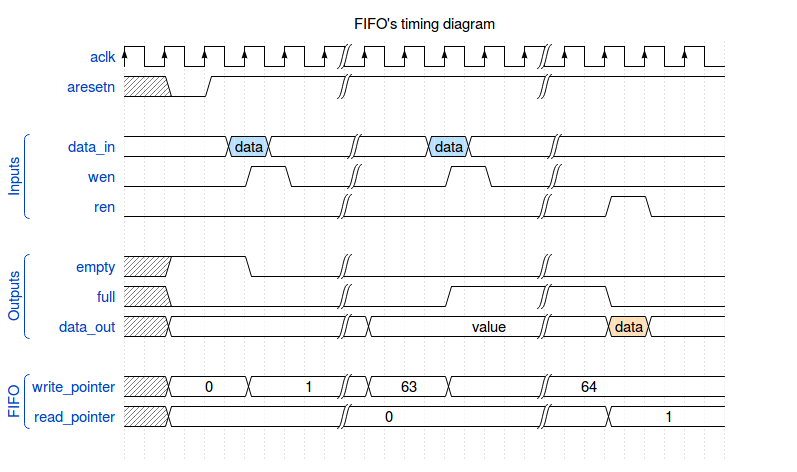 FIFO's timing diagram
aclk
aresetn
Inputs
data_in data data
wen
ren
Outputs
empty
full
data_out value data
FIFO
write_pointer 0 1 63 64
read_pointer 0 1